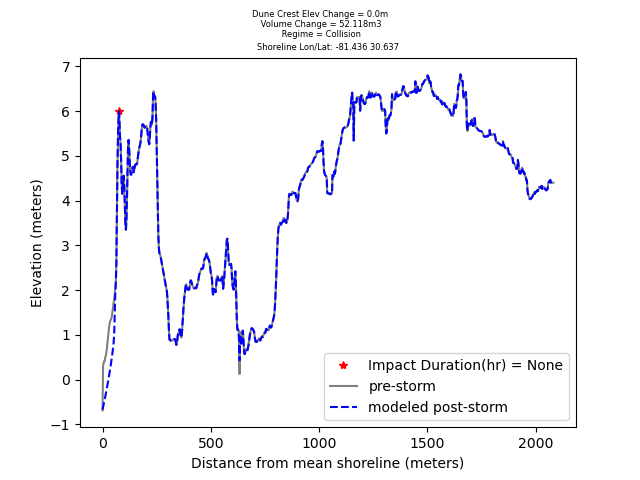 Dune Crest Elev Change = 0.0m
Volume Change = 52.118m3
Regime = Collision
Shoreline Lon/Lat: -81.436 30.637
7
6
5
4
3
2
1
0
−1
Elevation (meters)
Impact Duration(hr) = None
pre-storm
modeled post-storm
0 500 1000 1500 2000
Distance from mean shoreline (meters)